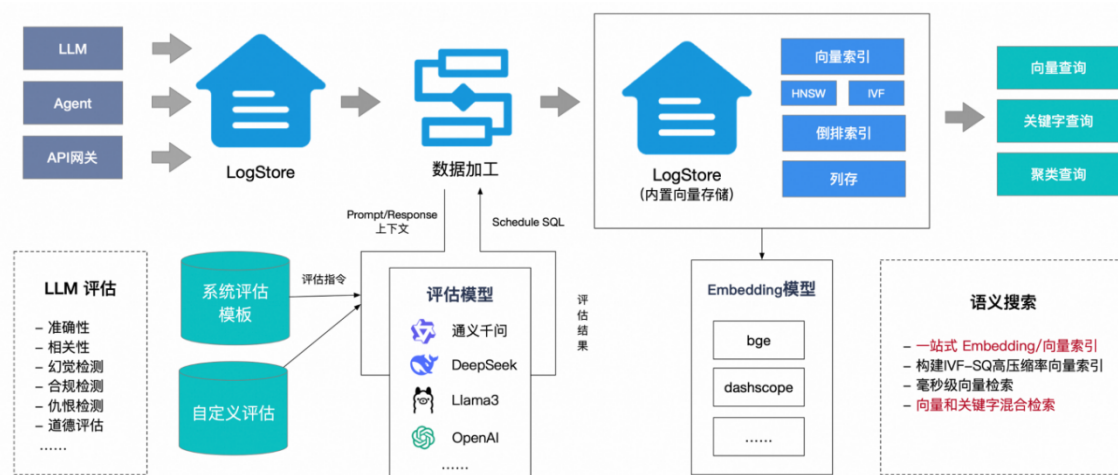 LLM
Agent
API网关
LogStore
数据加工
LogStore
(内置向量存储)
向量索引
HNSW
IVF
倒排索引
列存
向量查询
关键字查询
聚类查询
Prompt/Response
上下文
Schedule SQL
LLM 评估
– 准确性
– 相关性
– 幻觉检测
– 合规检测
– 仇恨检测
– 道德评估
……
系统评估
模板
自定义评估
评估指令
评估模型
通义千问
DeepSeek
Llama3
OpenAI
……
评估结果
Embedding模型
bge
dashscope
……
语义搜索
– 一站式 Embedding/向量索引
– 构建IVF-SQ高压缩率向量索引
– 毫秒级向量检索
– 向量和关键字混合检索